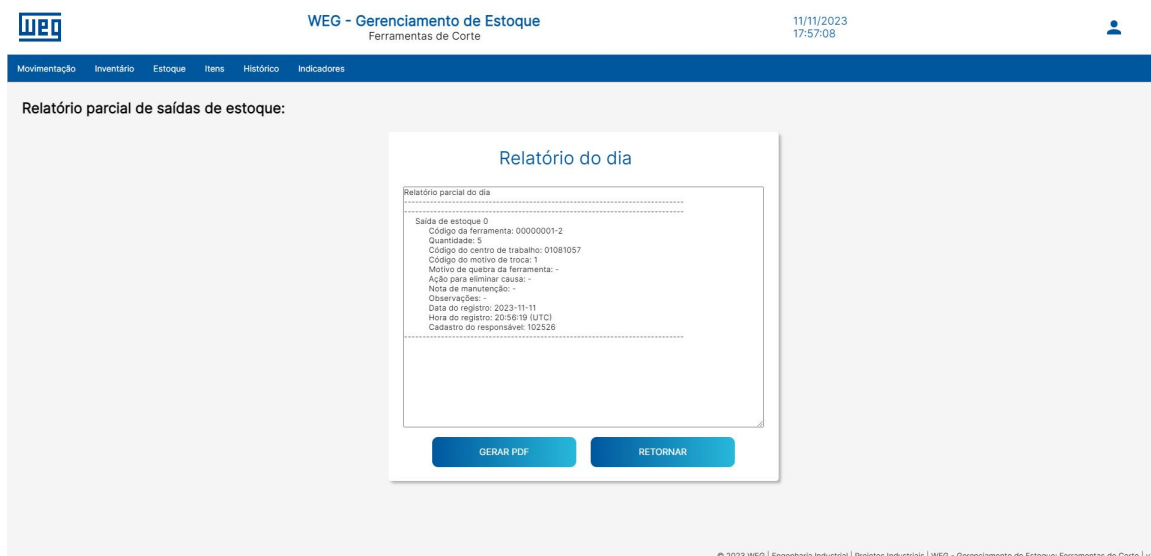 weg
WEG - Gerenciamento de Estoque
Ferramentas de Corte
11/11/2023
17:57:08
Movimentação Inventário Estoque Itens Histórico Indicadores
Relatório parcial de saídas de estoque:
Relatório do dia
Relatório parcial do dia
--------------------------------------------------------------------------------
--------------------------------------------------------------------------------
Saída de estoque 0
Código da ferramenta: 00000001-2
Quantidade: 5
Código do centro de trabalho: 01081057
Código do motivo de troca: 1
Motivo de quebra da ferramenta: -
Ação para eliminar causa: -
Nota de manutenção: -
Observações: -
Data do registro: 2023-11-11
Hora do registro: 20:56:19 (UTC)
Cadastro do responsável: 102526
--------------------------------------------------------------------------------
GERAR PDF RETORNAR
© 2023 WEG | Engenharia Industrial | Projetos Industriais | WEG - Gerenciamento de Estoque: Ferramentas de Corte |